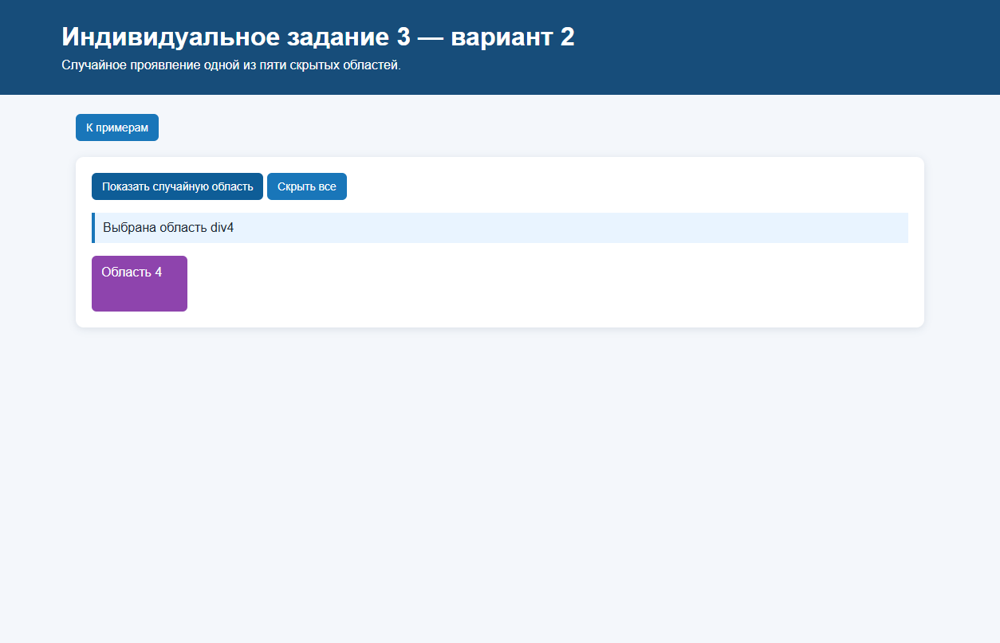 Индивидуальное задание 3 — вариант 2
Случайное проявление одной из пяти скрытых областей.
К примерам
Показать случайную область Скрыть все
Выбрана область div4
Область 4